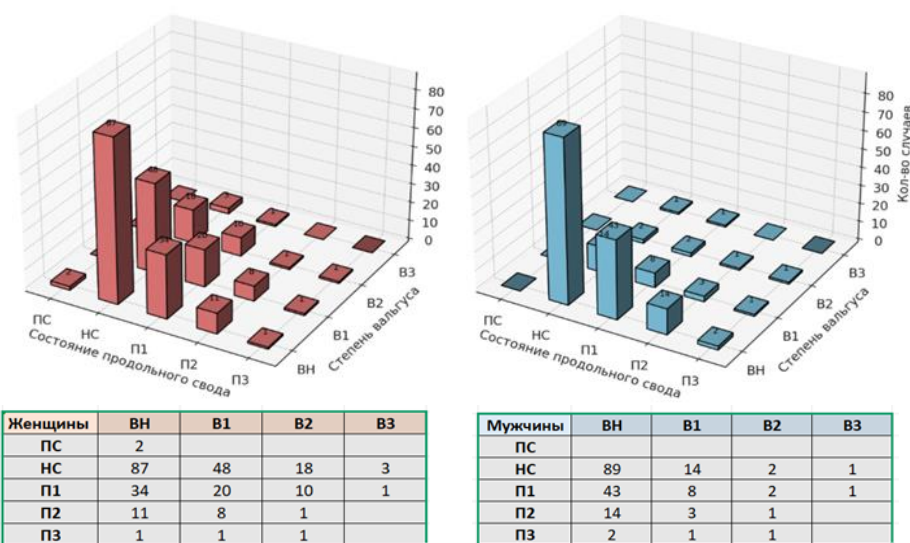 80
70
60
50
40
30
20
10
0
ПС
НС
П1
П2
П3
ВН
В1
В2
В3
Состояние продольного свода
Степень вальгуса
80
70
60
50
40
30
20
10
0
Кол-во случаев
ПС
НС
П1
П2
П3
ВН
В1
В2
В3
Состояние продольного свода
Степень вальгуса
Женщины ВН В1 В2 В3
ПС 2
НС 87 48 18 3
П1 34 20 10 1
П2 11 8 1
П3 1 1 1
Мужчины ВН В1 В2 В3
ПС
НС 89 14 2 1
П1 43 8 2 1
П2 14 3 1
П3 2 1 1